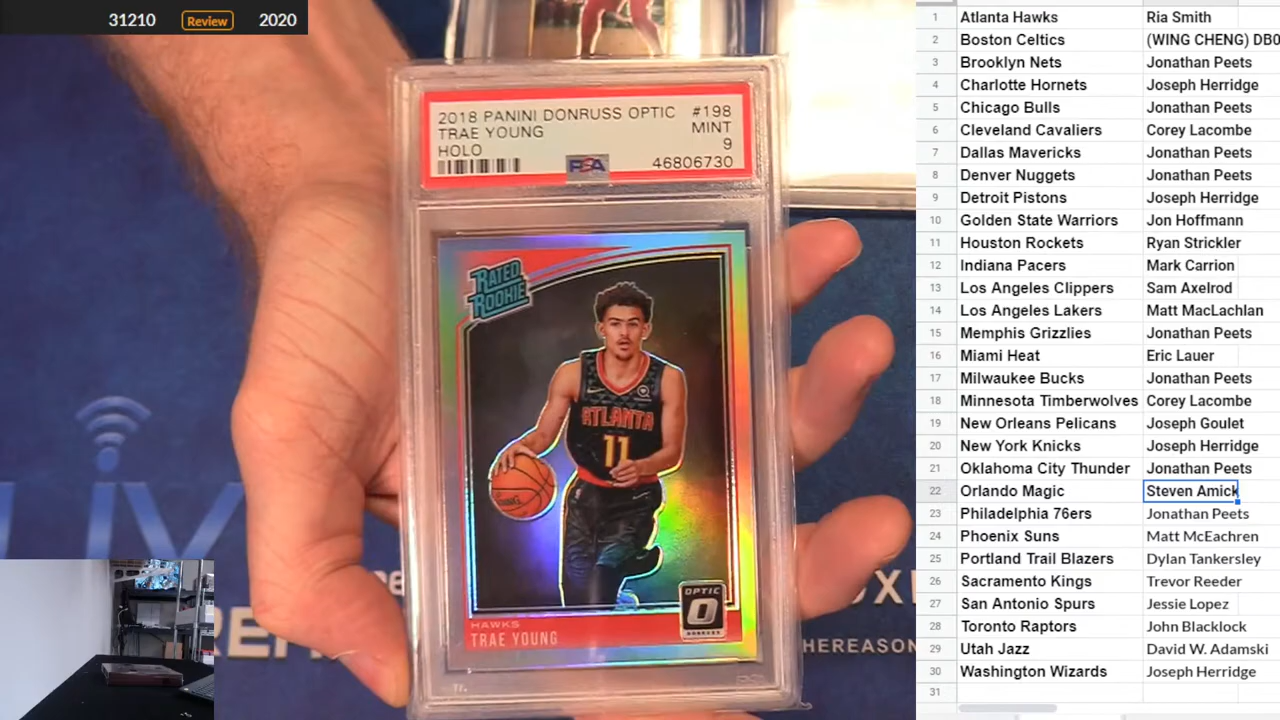 31210 Review 2020
2018 PANINI DONRUSS OPTIC #198
TRAE YOUNG MINT
HOLO 9
PSA 46806730
RATED
ROOKIE
ATLANTA
11
OPTIC
DONRUSS
HAWKS
TRAE YOUNG
HEREASON
1 Atlanta Hawks Ria Smith
2 Boston Celtics (WING CHENG) DB0
3 Brooklyn Nets Jonathan Peets
4 Charlotte Hornets Joseph Herridge
5 Chicago Bulls Jonathan Peets
6 Cleveland Cavaliers Corey Lacombe
7 Dallas Mavericks Jonathan Peets
8 Denver Nuggets Jonathan Peets
9 Detroit Pistons Joseph Herridge
10 Golden State Warriors Jon Hoffmann
11 Houston Rockets Ryan Strickler
12 Indiana Pacers Mark Carrion
13 Los Angeles Clippers Sam Axelrod
14 Los Angeles Lakers Matt MacLachlan
15 Memphis Grizzlies Jonathan Peets
16 Miami Heat Eric Lauer
17 Milwaukee Bucks Jonathan Peets
18 Minnesota Timberwolves Corey Lacombe
19 New Orleans Pelicans Joseph Goulet
20 New York Knicks Joseph Herridge
21 Oklahoma City Thunder Jonathan Peets
22 Orlando Magic Steven Amick
23 Philadelphia 76ers Jonathan Peets
24 Phoenix Suns Matt McEachren
25 Portland Trail Blazers Dylan Tankersley
26 Sacramento Kings Trevor Reeder
27 San Antonio Spurs Jessie Lopez
28 Toronto Raptors John Blacklock
29 Utah Jazz David W. Adamski
30 Washington Wizards Joseph Herridge
31